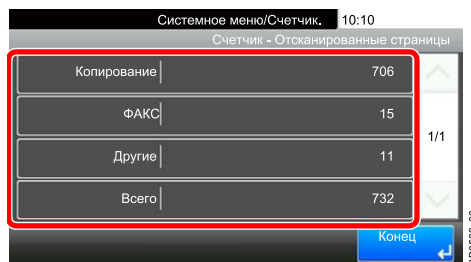 Системное меню/Счетчик. 10:10
Счетчик - Отсканированные страницы
Копирование 706
ФАКС 15
1/1
Другие 11
Всего 732
Конец